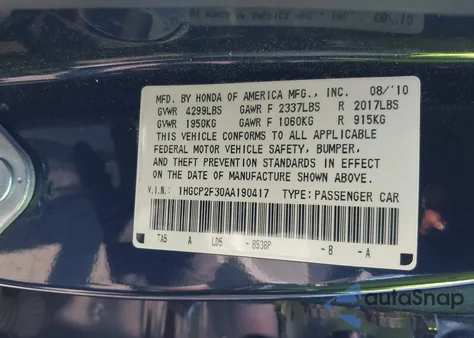 MFD. BY HONDA OF AMERICA MFG., INC. 08/'10
GVWR 4299LBS GAWR F 2337LBS R 2017LBS
GVWR 1950KG GAWR F 1060KG R 915KG
THIS VEHICLE CONFORMS TO ALL APPLICABLE
FEDERAL MOTOR VEHICLE SAFETY, BUMPER,
AND THEFT PREVENTION STANDARDS IN EFFECT
ON THE DATE OF MANUFACTURE SHOWN ABOVE.
V.I.N.: 1HGCP2F30AA190417 TYPE: PASSENGER CAR
TA5 A LD5 - B536P - B - A
autoSnap